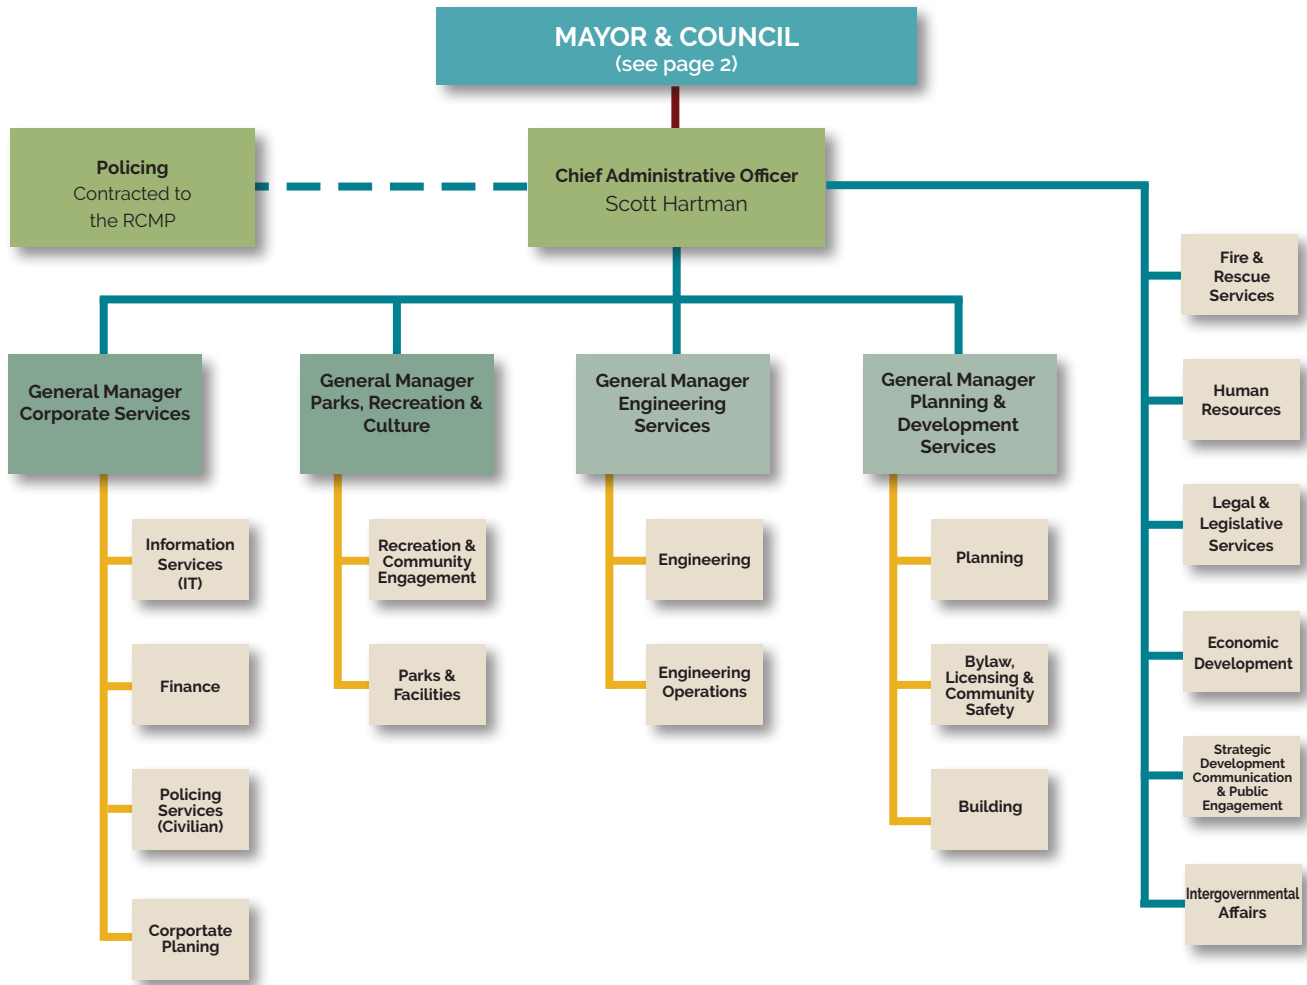 MAYOR & COUNCIL
(see page 2)
Policing
Contracted to
the RCMP
Chief Administrative Officer
Scott Hartman
General Manager
Corporate Services
Information
Services
(IT)
Finance
Policing
Services
(Civilian)
Corportate
Planing
General Manager
Parks, Recreation &
Culture
Recreation &
Community
Engagement
Parks &
Facilities
General Manager
Engineering
Services
Engineering
Engineering
Operations
General Manager
Planning &
Development
Services
Planning
Bylaw,
Licensing &
Community
Safety
Building
Fire &
Rescue
Services
Human
Resources
Legal &
Legislative
Services
Economic
Development
Strategic
Development
Communication
& Public
Engagement
Intergovernmental
Affairs